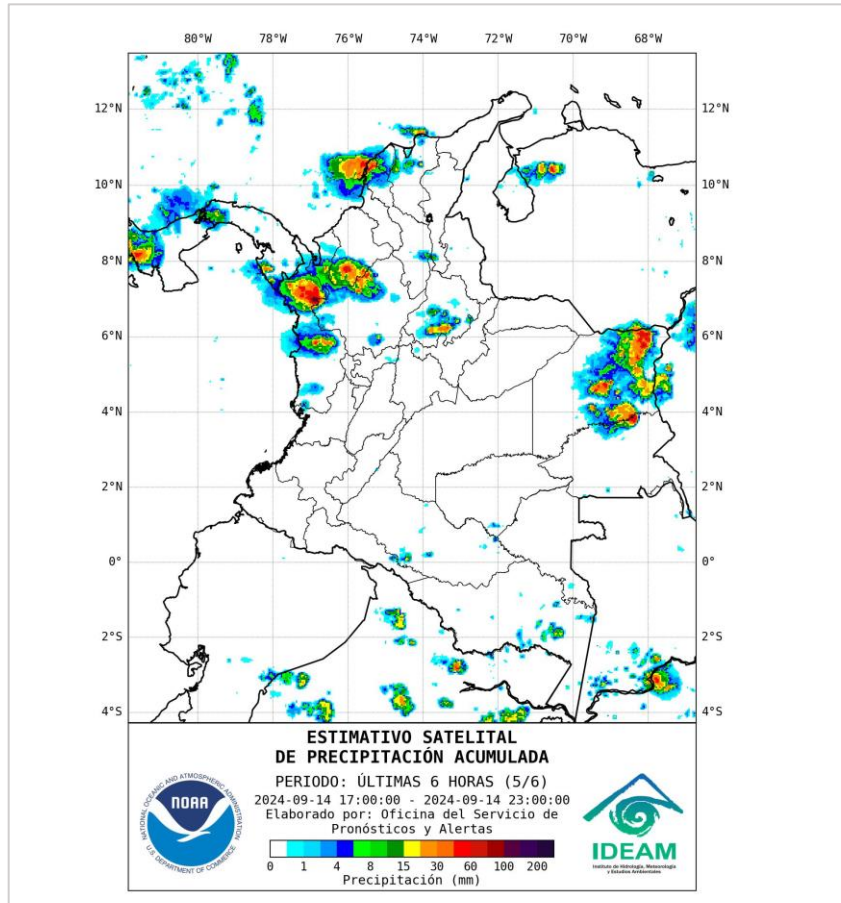 80°W 78°W 76°W 74°W 72°W 70°W 68°W
12°N 12°N
10°N 10°N
8°N 8°N
6°N 6°N
4°N 4°N
2°N 2°N
0° 0°
2°S 2°S
4°S 4°S
ESTIMATIVO SATELITAL
DE PRECIPITACIÓN ACUMULADA
PERIODO: ÚLTIMAS 6 HORAS (5/6)
2024-09-14 17:00:00 - 2024-09-14 23:00:00
Elaborado por: Oficina del Servicio de
Pronósticos y Alertas
0 1 4 8 15 30 60 100 200
Precipitación (mm)
NATIONAL OCEANIC AND ATMOSPHERIC ADMINISTRATION
NOAA
U.S. DEPARTMENT OF COMMERCE
IDEAM
Instituto de Hidrología, Meteorología
y Estudios Ambientales